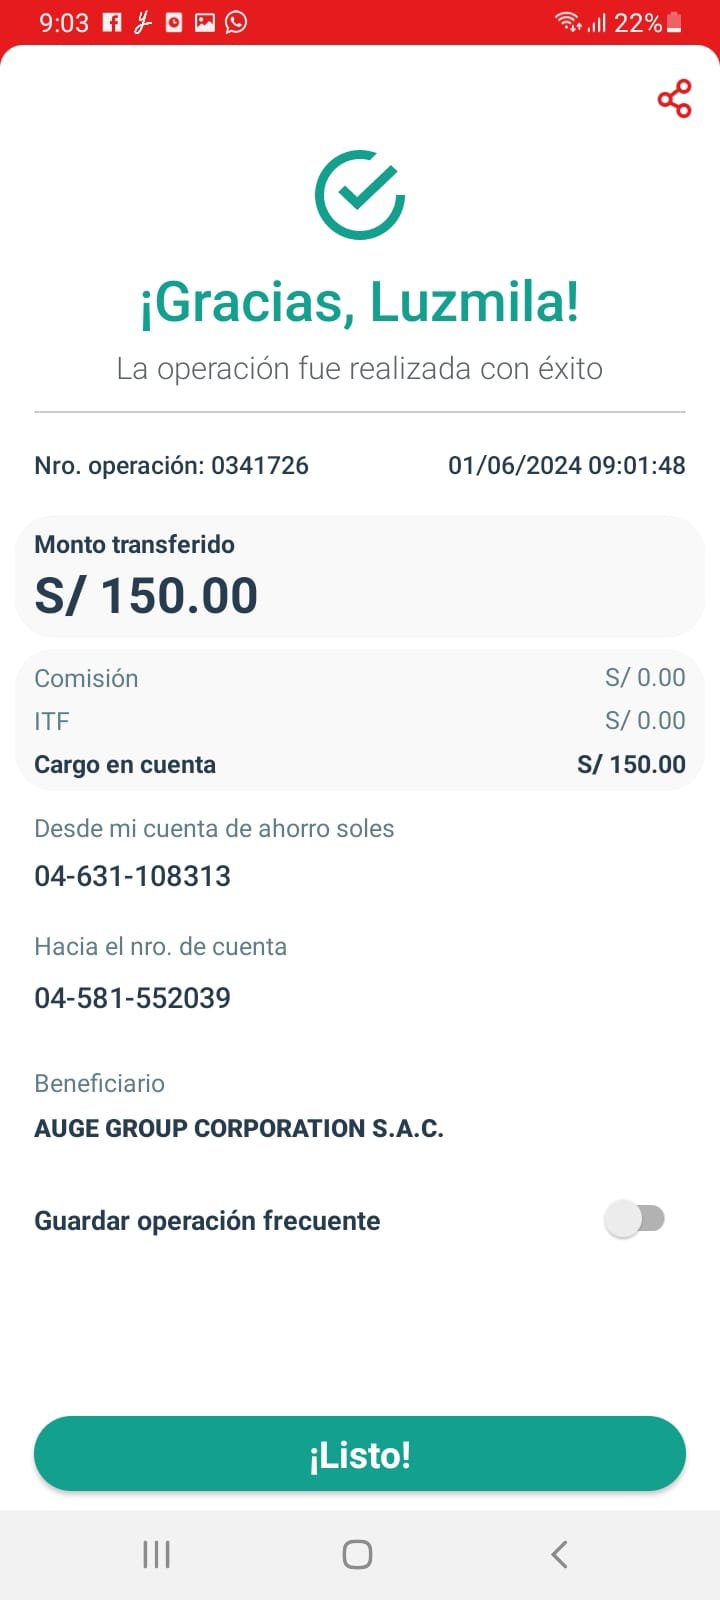 9:03 22%
¡Gracias, Luzmila!
La operación fue realizada con éxito
Nro. operación: 0341726 01/06/2024 09:01:48
Monto transferido
S/ 150.00
Comisión S/ 0.00
ITF S/ 0.00
Cargo en cuenta S/ 150.00
Desde mi cuenta de ahorro soles
04-631-108313
Hacia el nro. de cuenta
04-581-552039
Beneficiario
AUGE GROUP CORPORATION S.A.C.
Guardar operación frecuente
¡Listo!